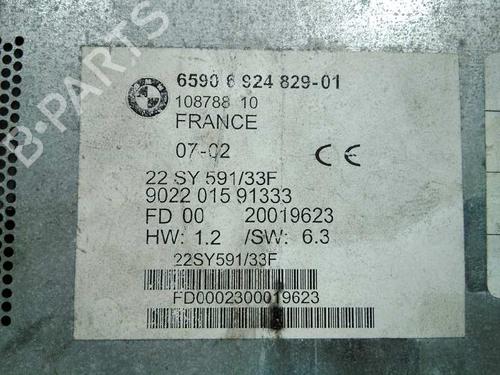 BMW
6590 6 924 829-01
108788 10
FRANCE
07-02
CE
22 SY 591/33F
9022 015 91333
FD 00 20019623
HW: 1.2 /SW: 6.3
22SY591/33F
FD0002300019623
B-PARTS